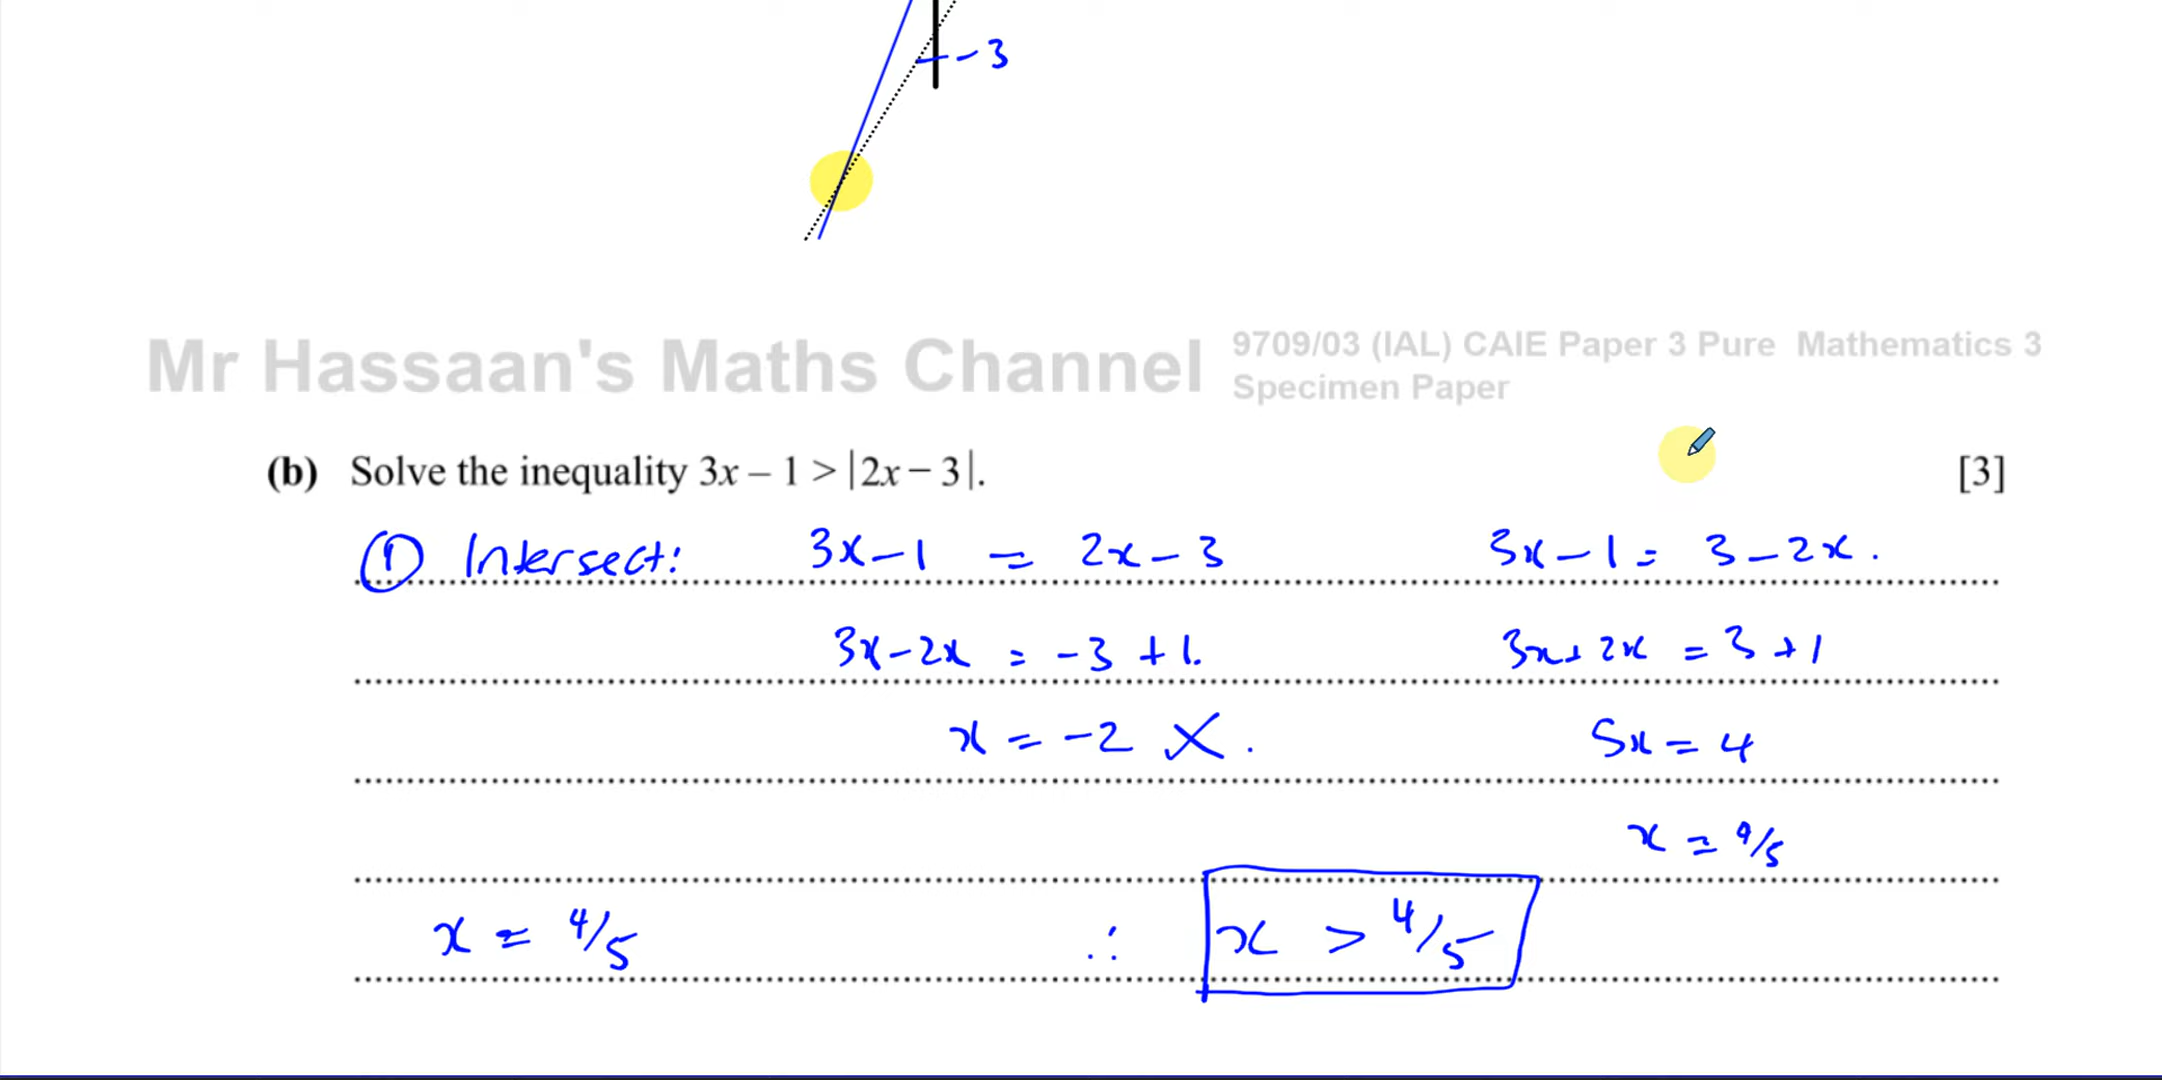 -3
Mr Hassaan's Maths Channel
9709/03 (IAL) CAIE Paper 3 Pure Mathematics 3
Specimen Paper
(b) Solve the inequality 3x – 1 > |2x – 3|. [3]
① Intersect: 3x – 1 = 2x – 3 3x – 1 = 3 – 2x .
3x – 2x = –3 + 1. 3x + 2x = 3 + 1
x = –2 X . 5x = 4
x = 4/5
x = 4/5 ∴ x > 4/5